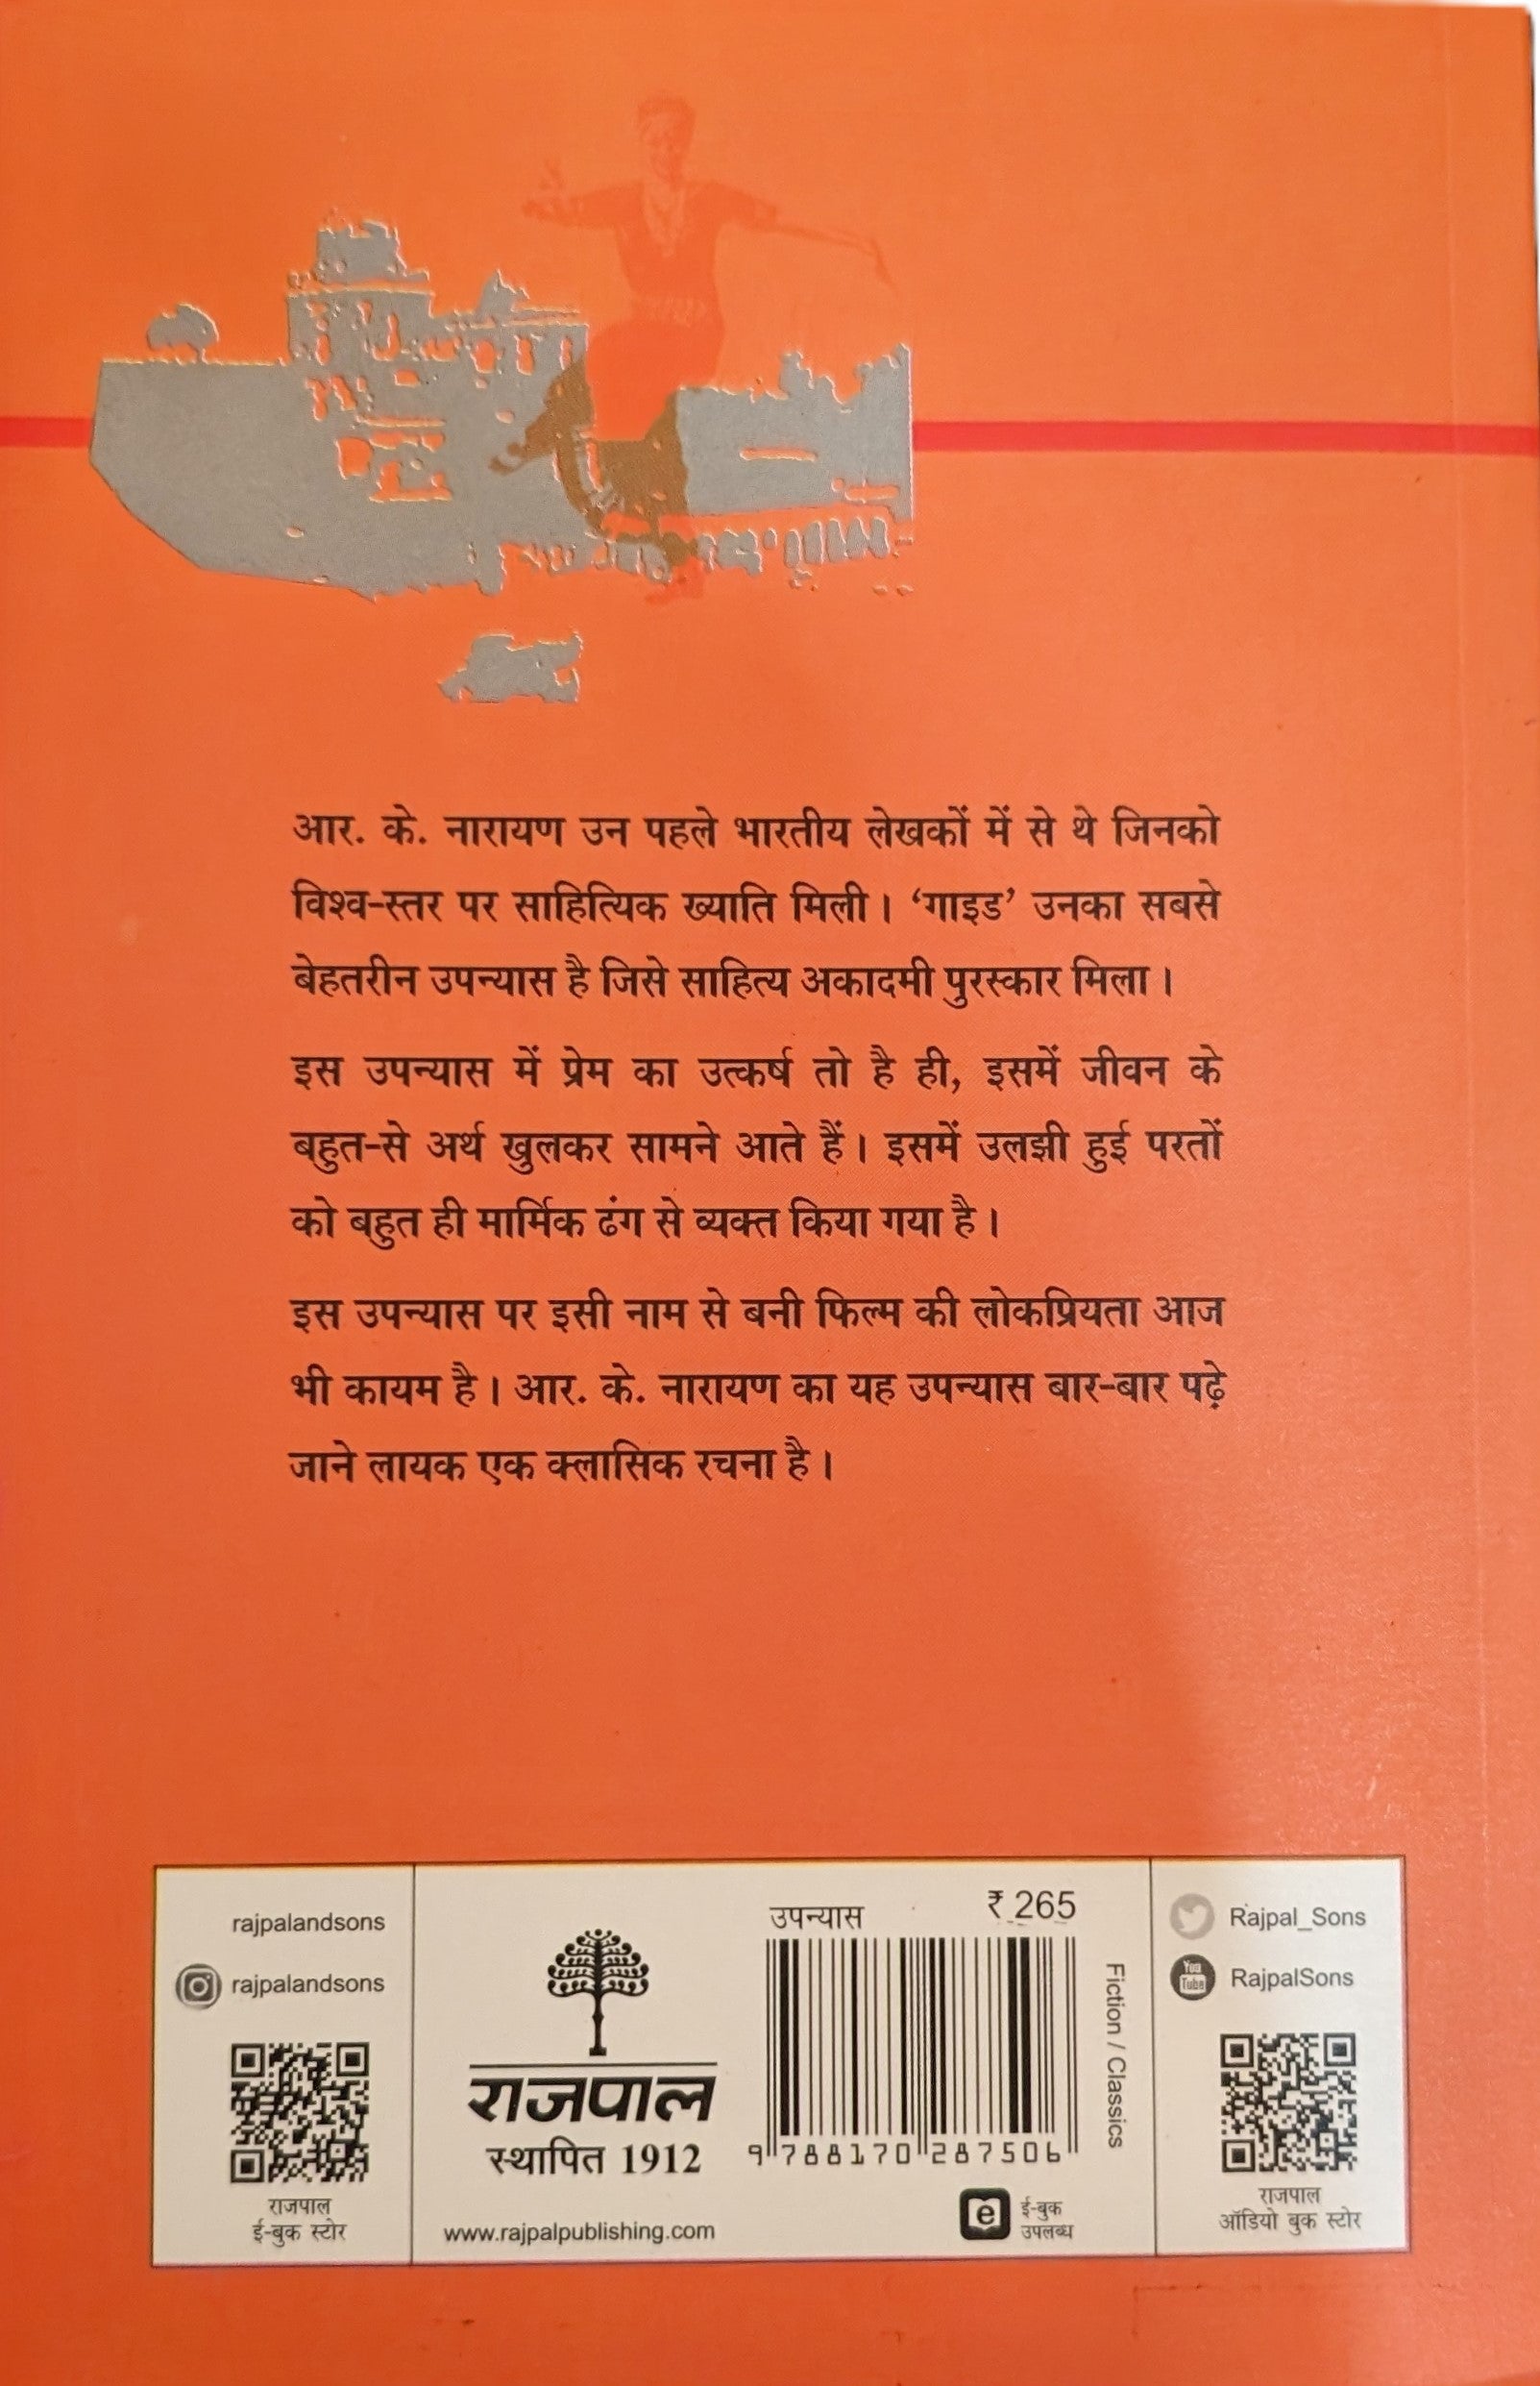 आर. के. नारायण उन पहले भारतीय लेखकों में से थे जिनको
विश्व-स्तर पर साहित्यिक ख्याति मिली। ‘गाइड’ उनका सबसे
बेहतरीन उपन्यास है जिसे साहित्य अकादमी पुरस्कार मिला।
इस उपन्यास में प्रेम का उत्कर्ष तो है ही, इसमें जीवन के
बहुत-से अर्थ खुलकर सामने आते हैं। इसमें उलझी हुई परतों
को बहुत ही मार्मिक ढंग से व्यक्त किया गया है।
इस उपन्यास पर इसी नाम से बनी फिल्म की लोकप्रियता आज
भी कायम है। आर. के. नारायण का यह उपन्यास बार-बार पढ़े
जाने लायक एक क्लासिक रचना है।
rajpalandsons
rajpalandsons
राजपाल
ई-बुक स्टोर
राजपाल
स्थापित 1912
www.rajpalpublishing.com
उपन्यास
₹ 265
9 788170 287506
ई-बुक
उपलब्ध
Fiction / Classics
Rajpal_Sons
You
Tube
RajpalSons
राजपाल
ऑडियो बुक स्टोर